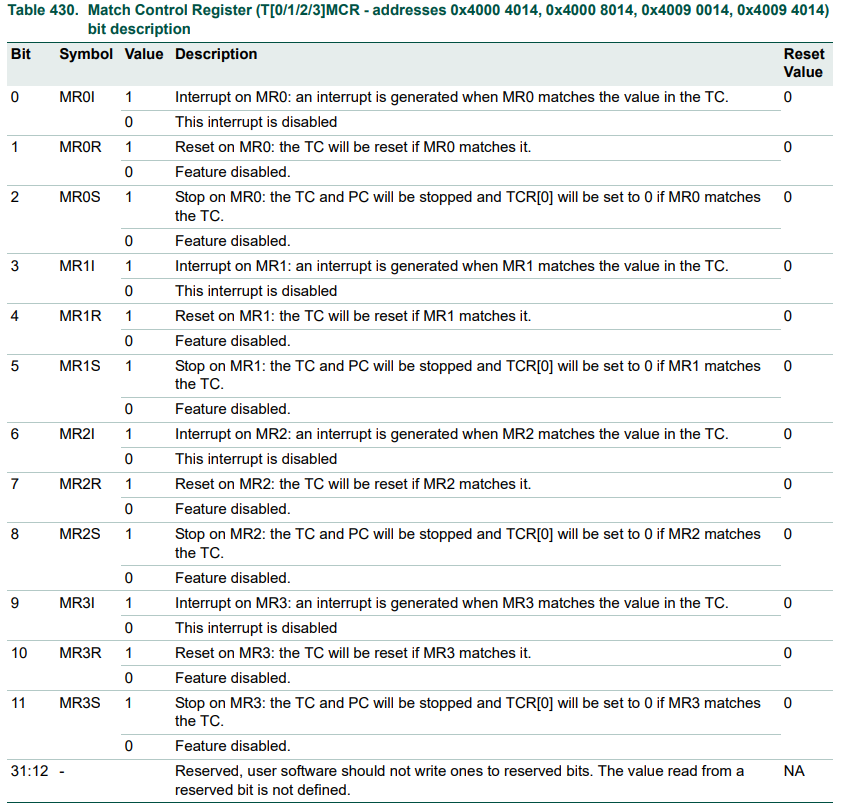 Table 430. Match Control Register (T[0/1/2/3]MCR - addresses 0x4000 4014, 0x4000 8014, 0x4009 0014, 0x4009 4014)
bit description
Bit Symbol Value Description Reset
Value
0 MR0I 1 Interrupt on MR0: an interrupt is generated when MR0 matches the value in the TC. 0
0 This interrupt is disabled
1 MR0R 1 Reset on MR0: the TC will be reset if MR0 matches it. 0
0 Feature disabled.
2 MR0S 1 Stop on MR0: the TC and PC will be stopped and TCR[0] will be set to 0 if MR0 matches 0
the TC.
0 Feature disabled.
3 MR1I 1 Interrupt on MR1: an interrupt is generated when MR1 matches the value in the TC. 0
0 This interrupt is disabled
4 MR1R 1 Reset on MR1: the TC will be reset if MR1 matches it. 0
0 Feature disabled.
5 MR1S 1 Stop on MR1: the TC and PC will be stopped and TCR[0] will be set to 0 if MR1 matches 0
the TC.
0 Feature disabled.
6 MR2I 1 Interrupt on MR2: an interrupt is generated when MR2 matches the value in the TC. 0
0 This interrupt is disabled
7 MR2R 1 Reset on MR2: the TC will be reset if MR2 matches it. 0
0 Feature disabled.
8 MR2S 1 Stop on MR2: the TC and PC will be stopped and TCR[0] will be set to 0 if MR2 matches 0
the TC.
0 Feature disabled.
9 MR3I 1 Interrupt on MR3: an interrupt is generated when MR3 matches the value in the TC. 0
0 This interrupt is disabled
10 MR3R 1 Reset on MR3: the TC will be reset if MR3 matches it. 0
0 Feature disabled.
11 MR3S 1 Stop on MR3: the TC and PC will be stopped and TCR[0] will be set to 0 if MR3 matches 0
the TC.
0 Feature disabled.
31:12 - Reserved, user software should not write ones to reserved bits. The value read from a NA
reserved bit is not defined.